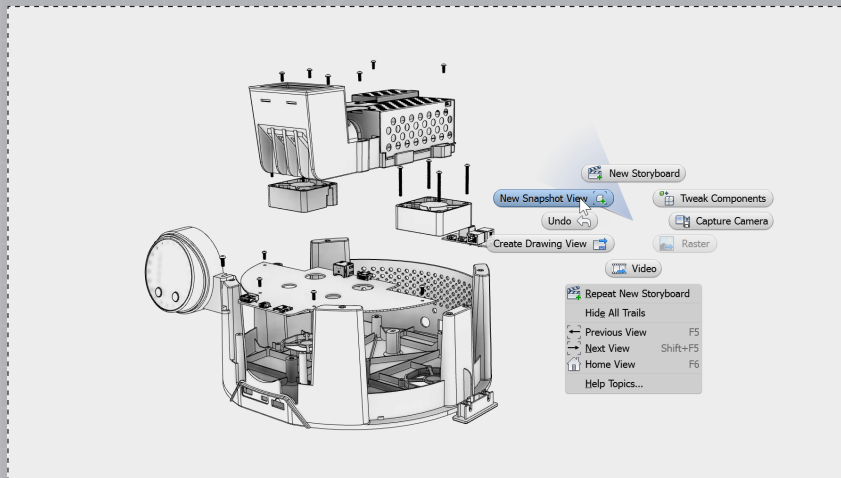 New Storyboard
New Snapshot View
Tweak Components
Undo
Capture Camera
Create Drawing View
Raster
Video
Repeat New Storyboard
Hide All Trails
Previous View F5
Next View Shift+F5
Home View F6
Help Topics...